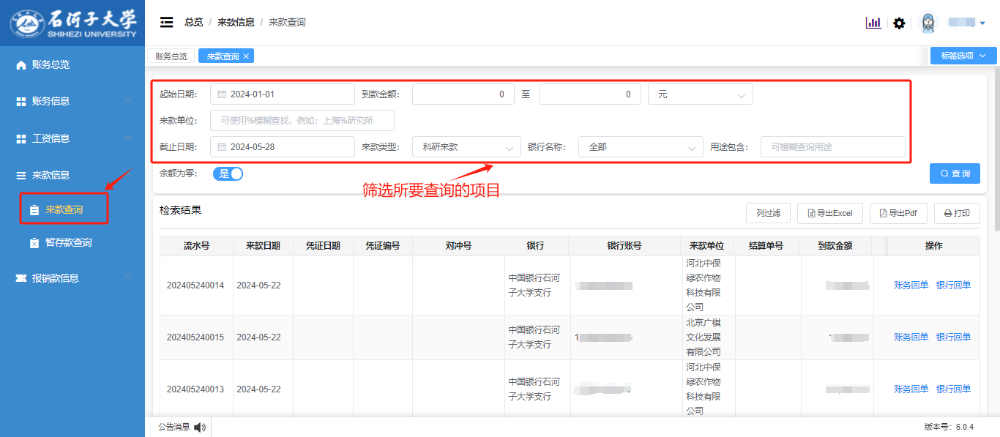 石河子大学
SHIHEZI UNIVERSITY
总览 / 来款信息 / 来款查询
账务总览
来款查询 ×
标签选项
账务总览
账务信息
工资信息
来款信息
来款查询
暂存款查询
报销款信息
起始日期: 2024-01-01 到款金额: 0 至 0 元
来款单位: 可使用%模糊查找，例如：上海%研究所
截止日期: 2024-05-28 来款类型: 科研来款 银行名称: 全部 用途包含: 可模糊查询用途
余额为零: 是
查询
筛选所要查询的项目
检索结果
列过滤 导出Excel 导出Pdf 打印
流水号 来款日期 凭证日期 凭证编号 对冲号 银行 银行账号 来款单位 结算单号 到款金额 操作
202405240014 2024-05-22 中国银行石河子大学支行 河北中保绿农作物科技有限公司 账务回单 银行回单
202405240015 2024-05-22 中国银行石河子大学支行 1 北京广棋文化发展有限公司 账务回单 银行回单
202405240013 2024-05-22 中国银行石河子大学支行 河北中保绿农作物科技有限公司 账务回单 银行回单
公告消息
版本号: 6.0.4